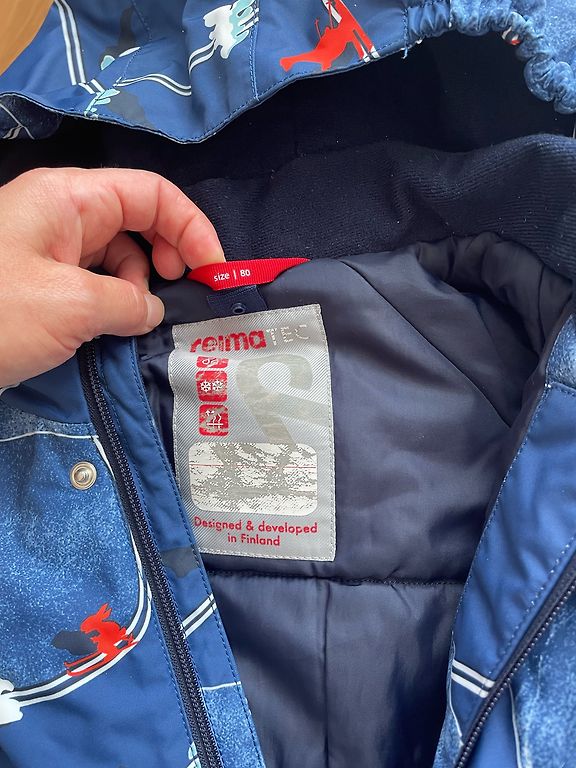 size | 80
reimatec
Designed & developed
in Finland